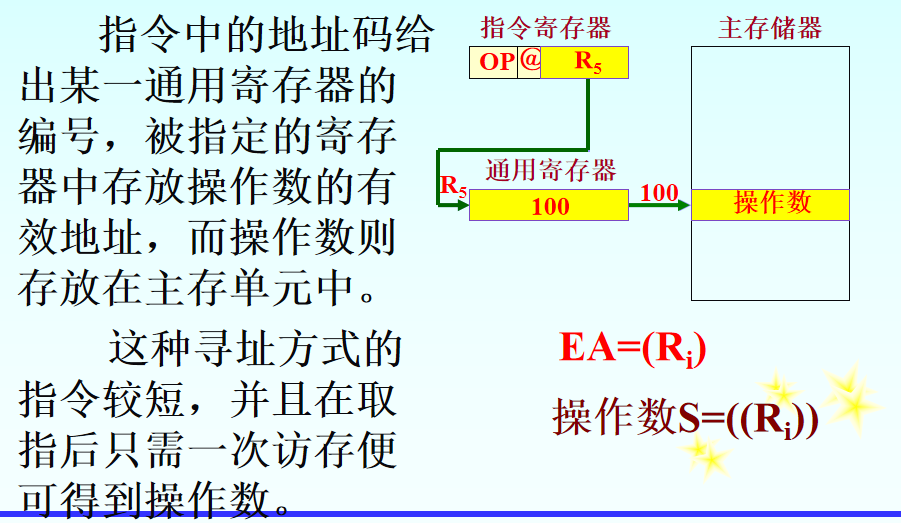 指令中的地址码给
出某一通用寄存器的
编号，被指定的寄存
器中存放操作数的有
效地址，而操作数则
存放在主存单元中。
这种寻址方式的
指令较短，并且在取
指后只需一次访存便
可得到操作数。
指令寄存器
主存储器
OP @ R5
通用寄存器
R5
100
100
操作数
EA=(Ri)
操作数S=((Ri))